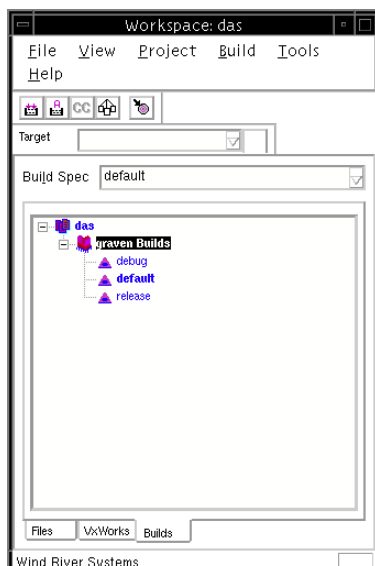 Workspace: das
File View Project Build Tools
Help
CC
Target
Build Spec default
das
graven Builds
debug
default
release
Files VxWorks Builds
Wind River Systems